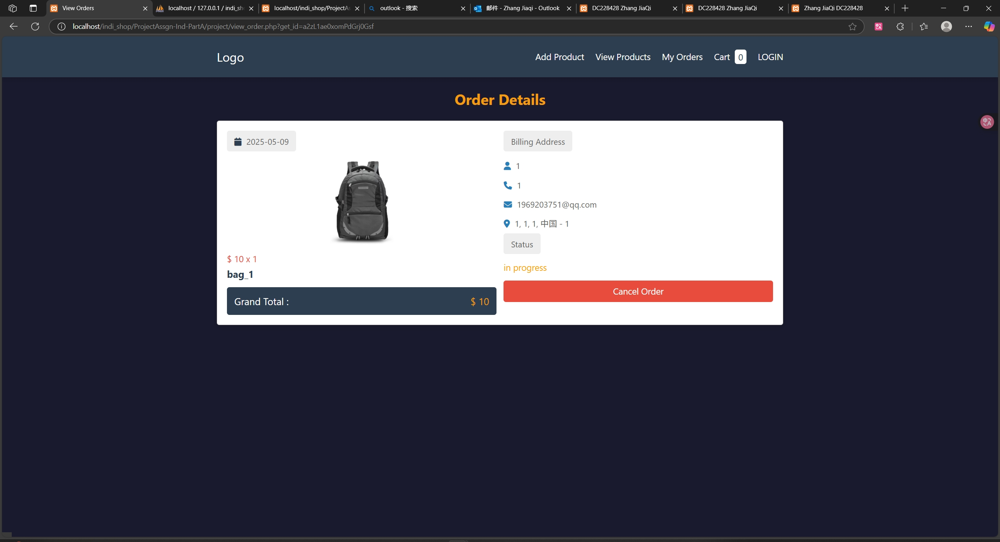 View Orders
localhost / 127.0.0.1 / indi_sh
localhost/indi_shop/ProjectAs
outlook - 搜索
邮件 - Zhang Jiaqi - Outlook
DC228428 Zhang JiaQi
DC228428 Zhang JiaQi
Zhang JiaQi DC228428
localhost/indi_shop/ProjectAssgn-Ind-PartA/project/view_order.php?get_id=a2zL1ae0xomPdGrj0Gsf
Logo
Add Product
View Products
My Orders
Cart 0
LOGIN
Order Details
2025-05-09
$ 10 x 1
bag_1
Grand Total : $ 10
Billing Address
1
1
1969203751@qq.com
1, 1, 1, 中国 - 1
Status
in progress
Cancel Order